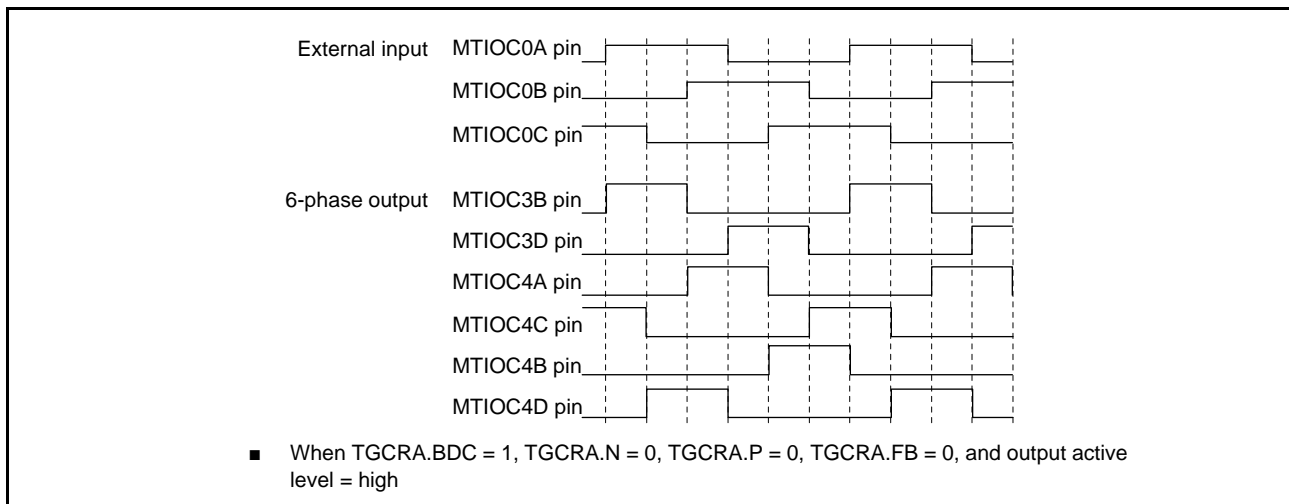 External input MTIOC0A pin
MTIOC0B pin
MTIOC0C pin
6-phase output MTIOC3B pin
MTIOC3D pin
MTIOC4A pin
MTIOC4C pin
MTIOC4B pin
MTIOC4D pin
■ When TGCRA.BDC = 1, TGCRA.N = 0, TGCRA.P = 0, TGCRA.FB = 0, and output active
level = high